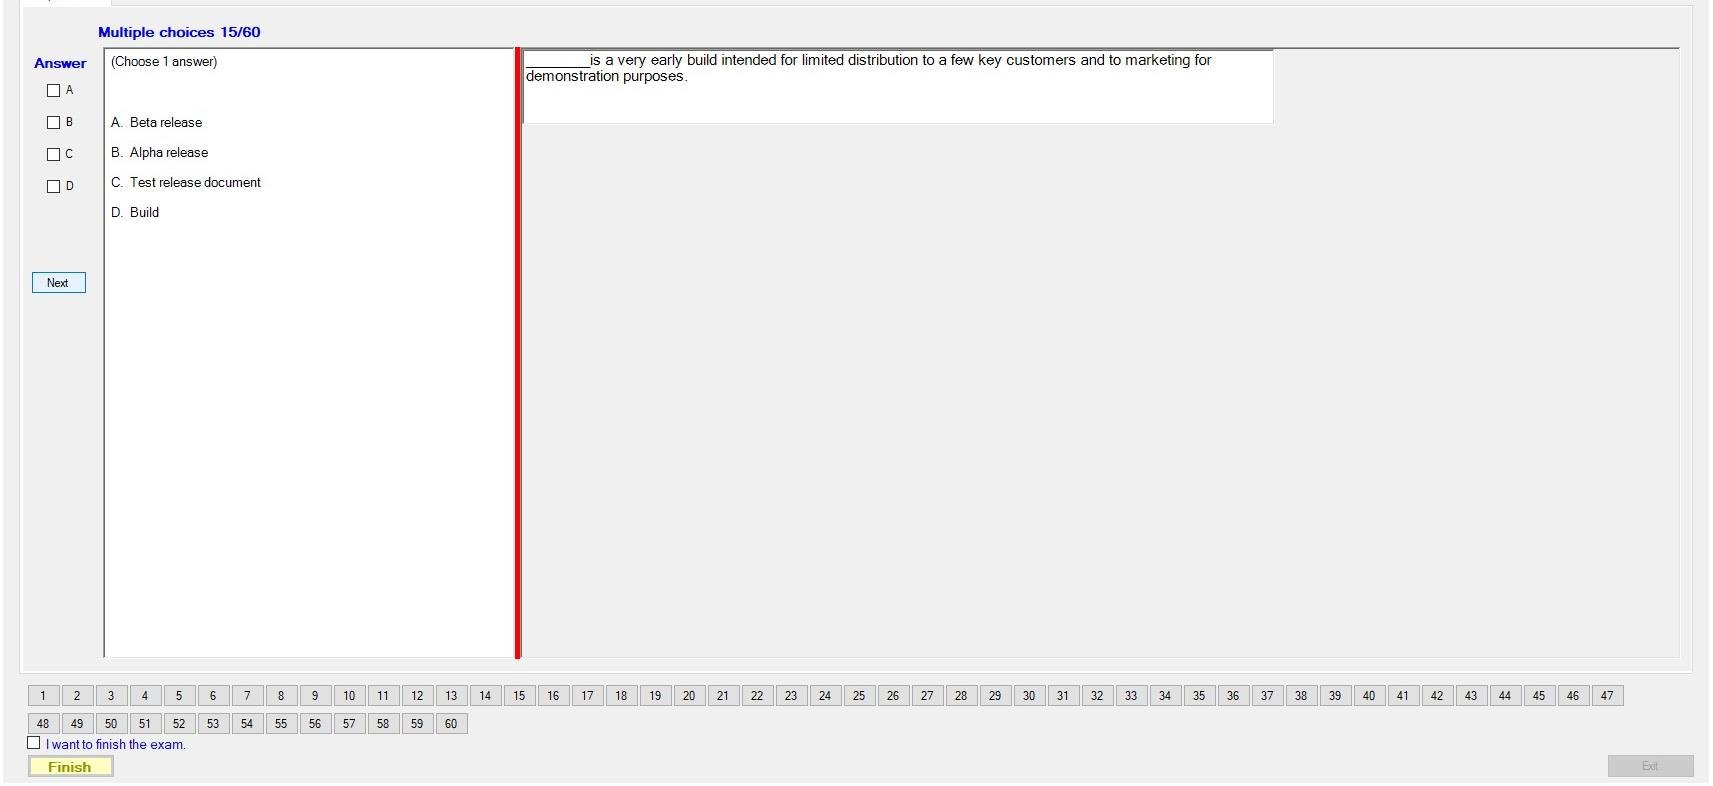 Multiple choices 15/60
Answer
A
B
C
D
Next
(Choose 1 answer)
A. Beta release
B. Alpha release
C. Test release document
D. Build
________is a very early build intended for limited distribution to a few key customers and to marketing for
demonstration purposes.
1 2 3 4 5 6 7 8 9 10 11 12 13 14 15 16 17 18 19 20 21 22 23 24 25 26 27 28 29 30 31 32 33 34 35 36 37 38 39 40 41 42 43 44 45 46 47
48 49 50 51 52 53 54 55 56 57 58 59 60
I want to finish the exam.
Finish
Exit